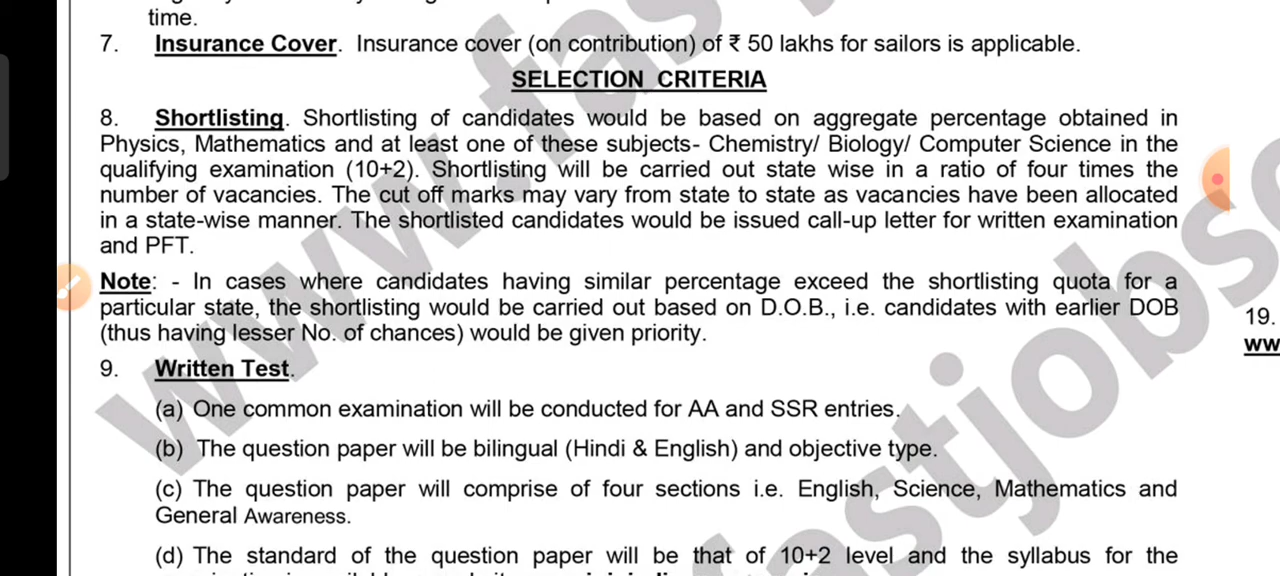 time.
7. Insurance Cover. Insurance cover (on contribution) of ₹ 50 lakhs for sailors is applicable.
SELECTION CRITERIA
8. Shortlisting. Shortlisting of candidates would be based on aggregate percentage obtained in
Physics, Mathematics and at least one of these subjects- Chemistry/ Biology/ Computer Science in the
qualifying examination (10+2). Shortlisting will be carried out state wise in a ratio of four times the
number of vacancies. The cut off marks may vary from state to state as vacancies have been allocated
in a state-wise manner. The shortlisted candidates would be issued call-up letter for written examination
and PFT.
Note: - In cases where candidates having similar percentage exceed the shortlisting quota for a
particular state, the shortlisting would be carried out based on D.O.B., i.e. candidates with earlier DOB
(thus having lesser No. of chances) would be given priority.
9. Written Test.
(a) One common examination will be conducted for AA and SSR entries.
(b) The question paper will be bilingual (Hindi & English) and objective type.
(c) The question paper will comprise of four sections i.e. English, Science, Mathematics and
General Awareness.
(d) The standard of the question paper will be that of 10+2 level and the syllabus for the
19.
ww
www.fas
fastjobs